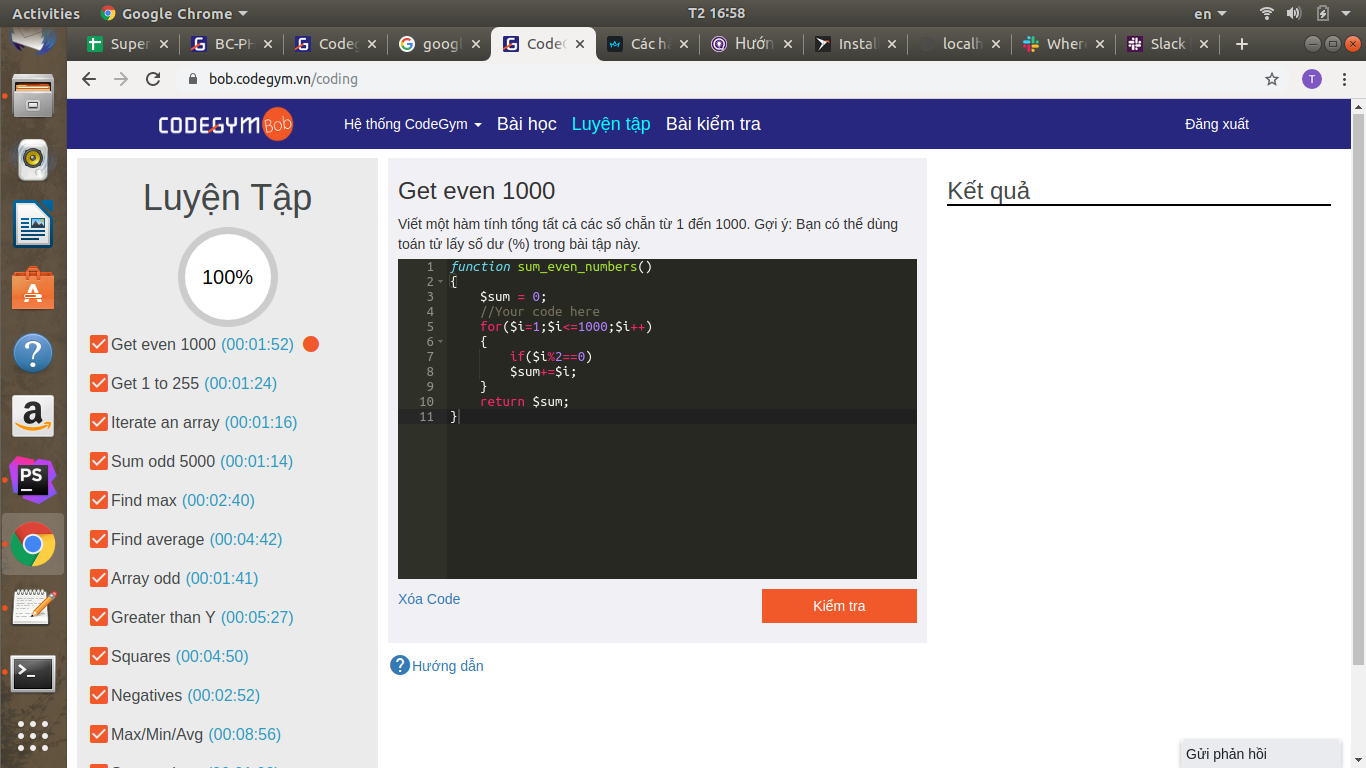 Activities
Google Chrome
T2 16:58
en
Super
BC-PH
Codeg
googl
CodeG
Các hà
Hướn
Install
localh
Wher
Slack
bob.codegym.vn/coding
T
CODEGYM Bob
Hệ thống CodeGym
Bài học
Luyện tập
Bài kiểm tra
Đăng xuất
Luyện Tập
100%
Get even 1000 (00:01:52)
Get 1 to 255 (00:01:24)
Iterate an array (00:01:16)
Sum odd 5000 (00:01:14)
Find max (00:02:40)
Find average (00:04:42)
Array odd (00:01:41)
Greater than Y (00:05:27)
Squares (00:04:50)
Negatives (00:02:52)
Max/Min/Avg (00:08:56)
Get even 1000
Viết một hàm tính tổng tất cả các số chẵn từ 1 đến 1000. Gợi ý: Bạn có thể dùng
toán tử lấy số dư (%) trong bài tập này.
1 function sum_even_numbers()
2 {
3 $sum = 0;
4 //Your code here
5 for($i=1;$i<=1000;$i++)
6 {
7 if($i%2==0)
8 $sum+=$i;
9 }
10 return $sum;
11 }
Xóa Code
Kiểm tra
Hướng dẫn
Kết quả
Gửi phản hồi
PS